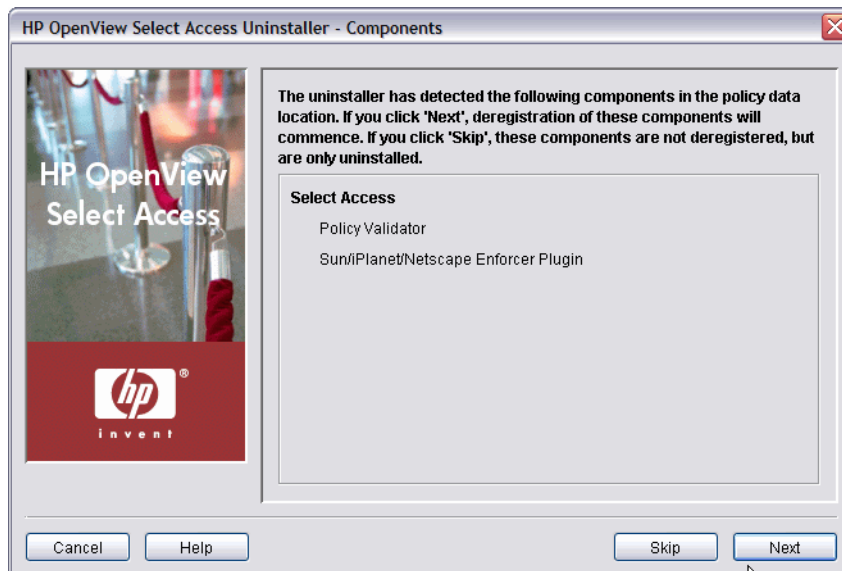 HP OpenView Select Access Uninstaller - Components
HP OpenView
Select Access
hp
®
invent
The uninstaller has detected the following components in the policy data
location. If you click 'Next', deregistration of these components will
commence. If you click 'Skip', these components are not deregistered, but
are only uninstalled.
Select Access
Policy Validator
Sun/iPlanet/Netscape Enforcer Plugin
Cancel
Help
Skip
Next